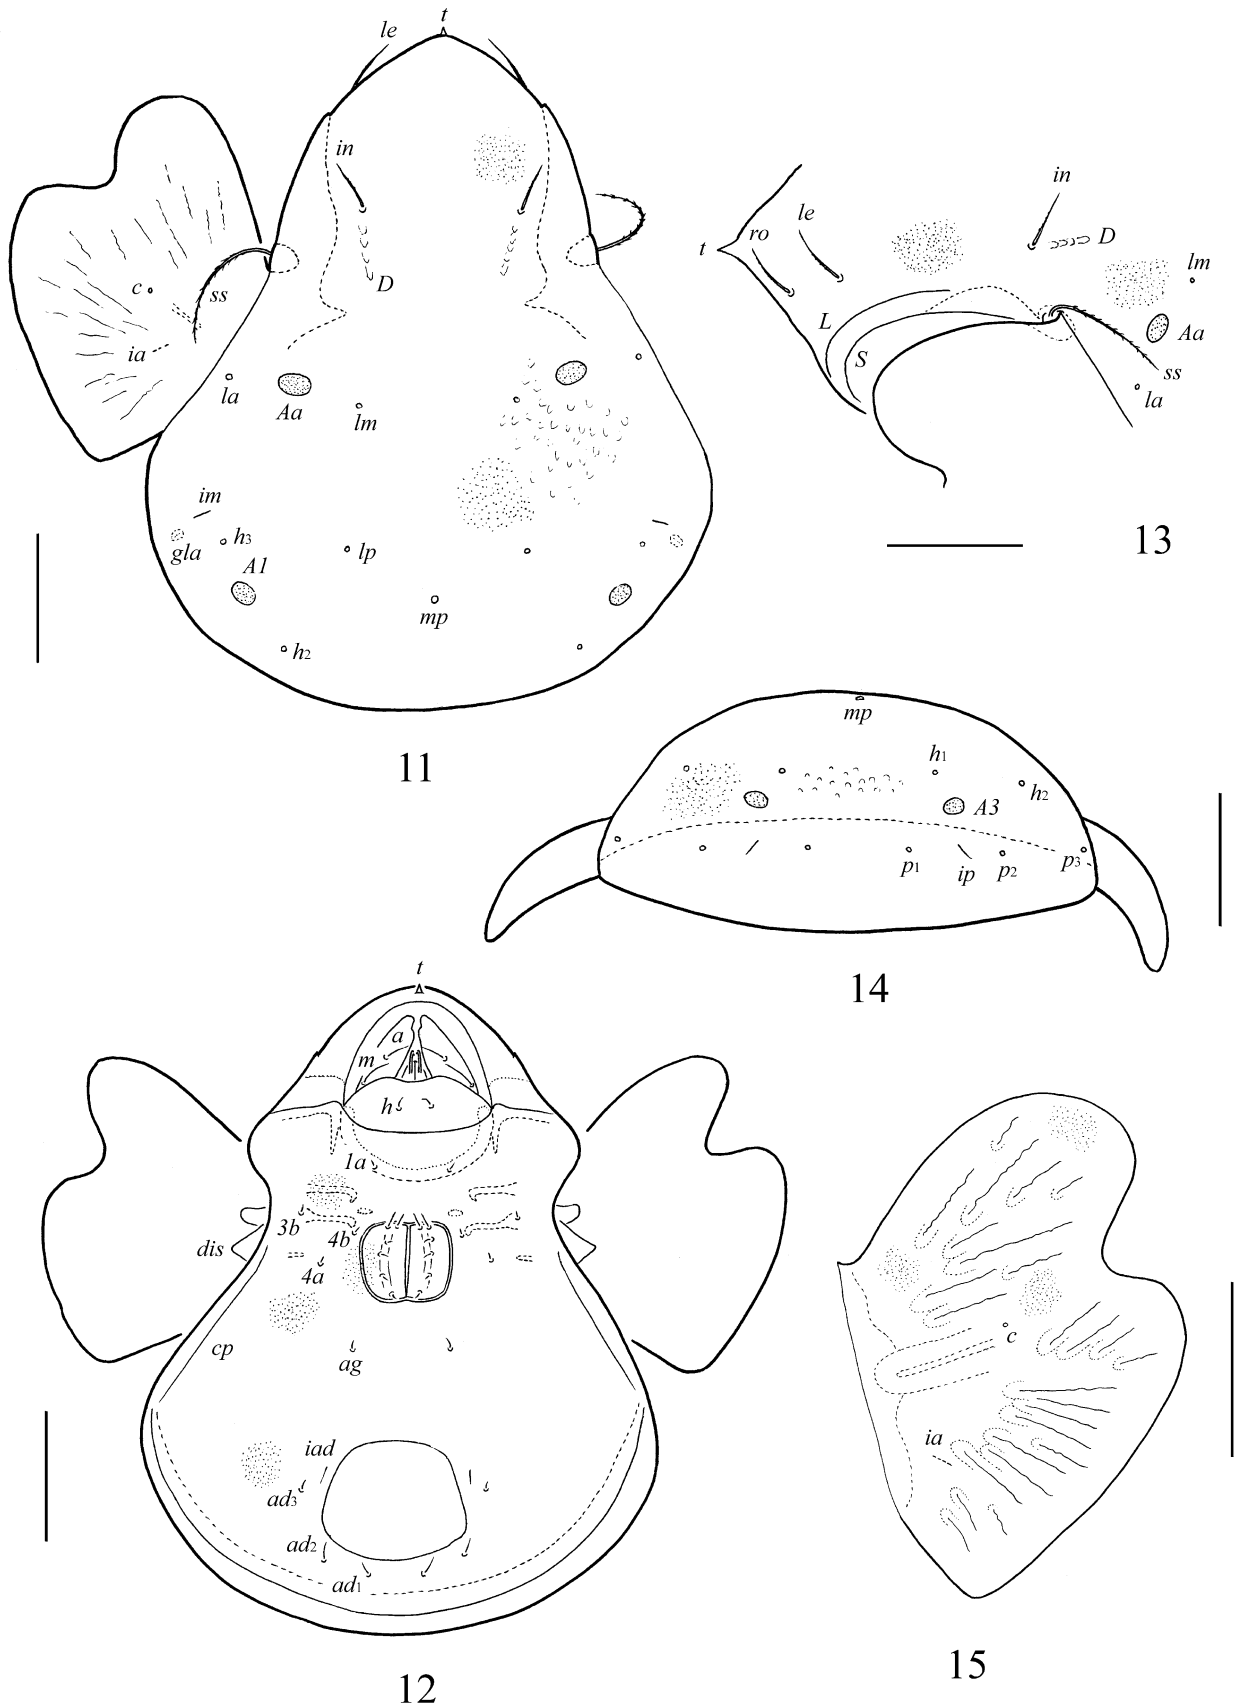 t
le
in
D
c
ss
ia
la
Aa
lm
im
gla
h3
A1
lp
mp
h2
11
in
le
ro
t
D
lm
L
S
Aa
ss
la
13
mp
h1
h2
A3
p1
ip
p2
p3
14
t
a
m
h
1a
3b
4b
dis
4a
cp
ag
iad
ad3
ad2
ad1
12
c
ia
15